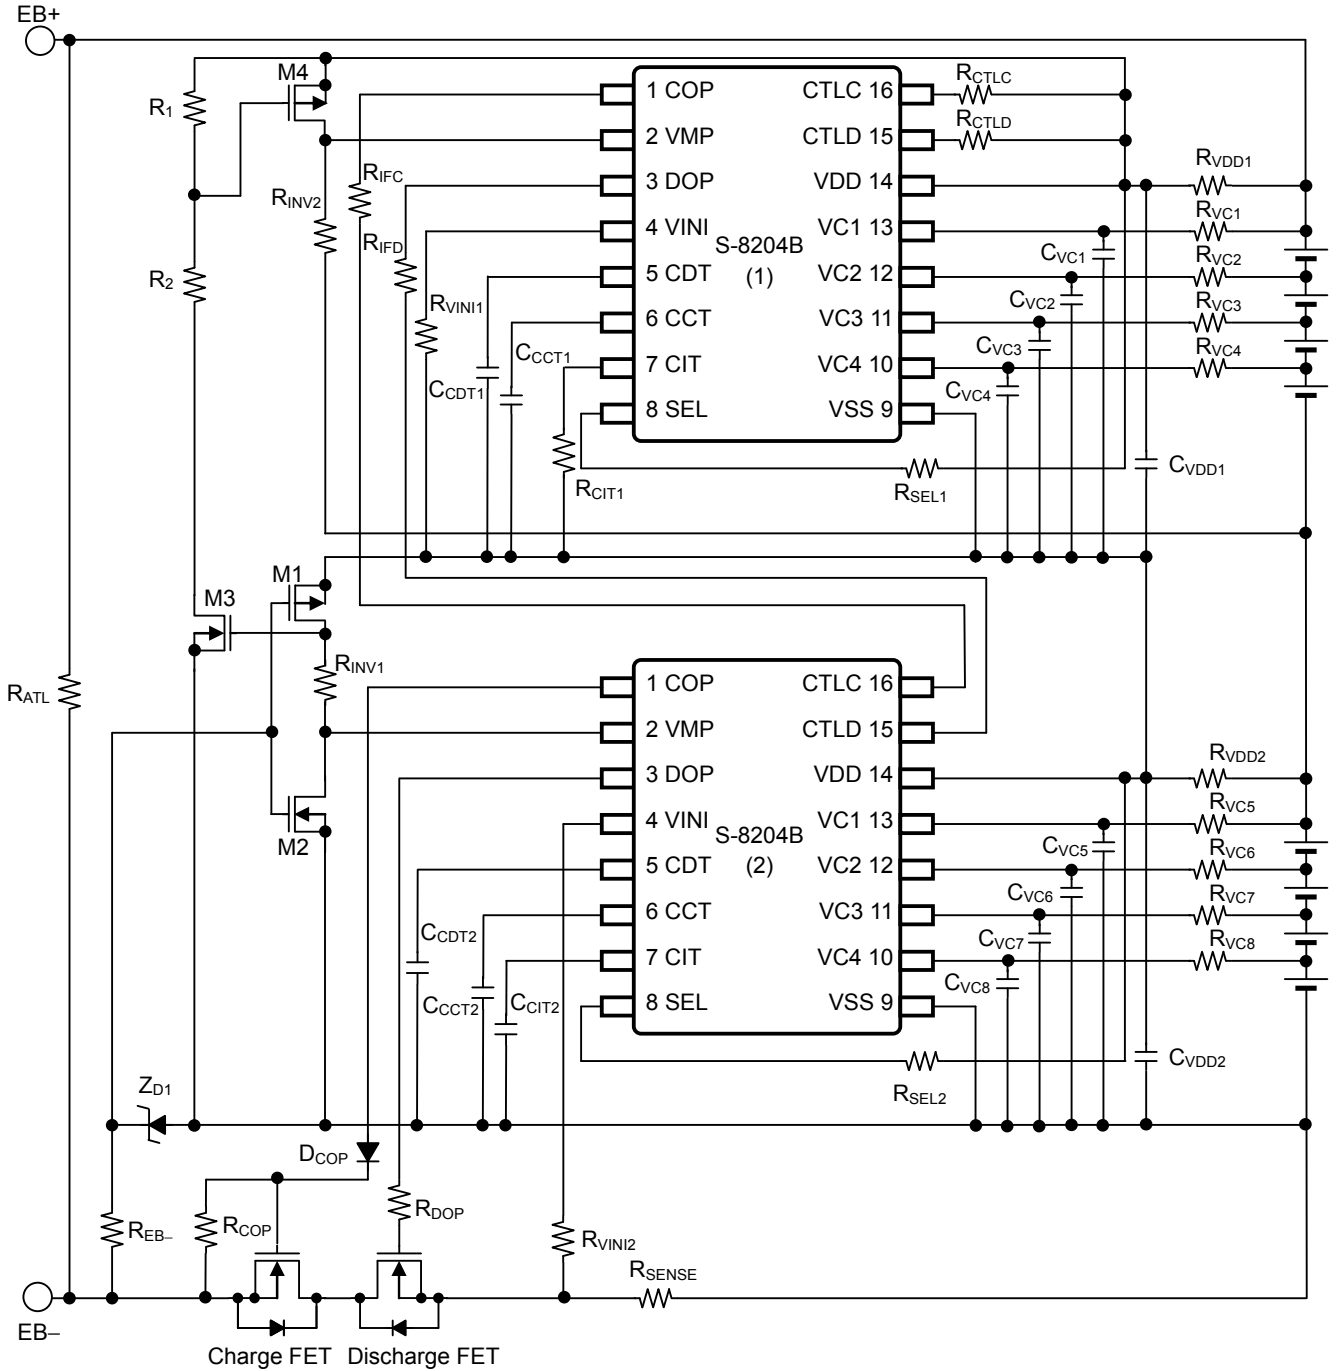 EB+
M4
R1
RINV2
RIFC
RIFD
RVINI1
R2
CCDT1
CCCT1
RCIT1
1 COP
2 VMP
3 DOP
4 VINI
5 CDT
6 CCT
7 CIT
8 SEL
S-8204B
(1)
CTLC 16
CTLD 15
VDD 14
VC1 13
VC2 12
VC3 11
VC4 10
VSS 9
RCTLC
RCTLD
RVDD1
RVC1
RVC2
RVC3
RVC4
CVC1
CVC2
CVC3
CVC4
RSEL1
CVDD1
M1
M3
RINV1
RATL
M2
1 COP
2 VMP
3 DOP
4 VINI
5 CDT
6 CCT
7 CIT
8 SEL
S-8204B
(2)
CTLC 16
CTLD 15
VDD 14
VC1 13
VC2 12
VC3 11
VC4 10
VSS 9
RVDD2
RVC5
RVC6
RVC7
RVC8
CVC5
CVC6
CVC7
CVC8
CCDT2
CCCT2
CCIT2
RSEL2
CVDD2
ZD1
DCOP
REB–
RCOP
RDOP
RVINI2
RSENSE
EB–
Charge FET
Discharge FET